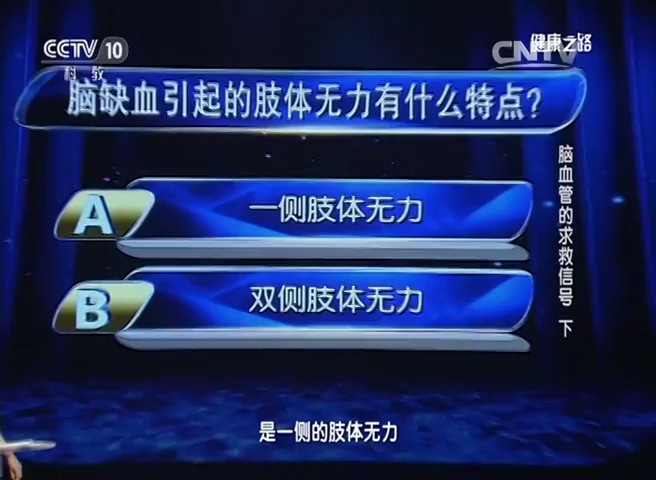 CCTV 10
科教
CNTV
健康之路
脑缺血引起的肢体无力有什么特点?
A 一侧肢体无力
B 双侧肢体无力
脑血管的求救信号 下
是一侧的肢体无力